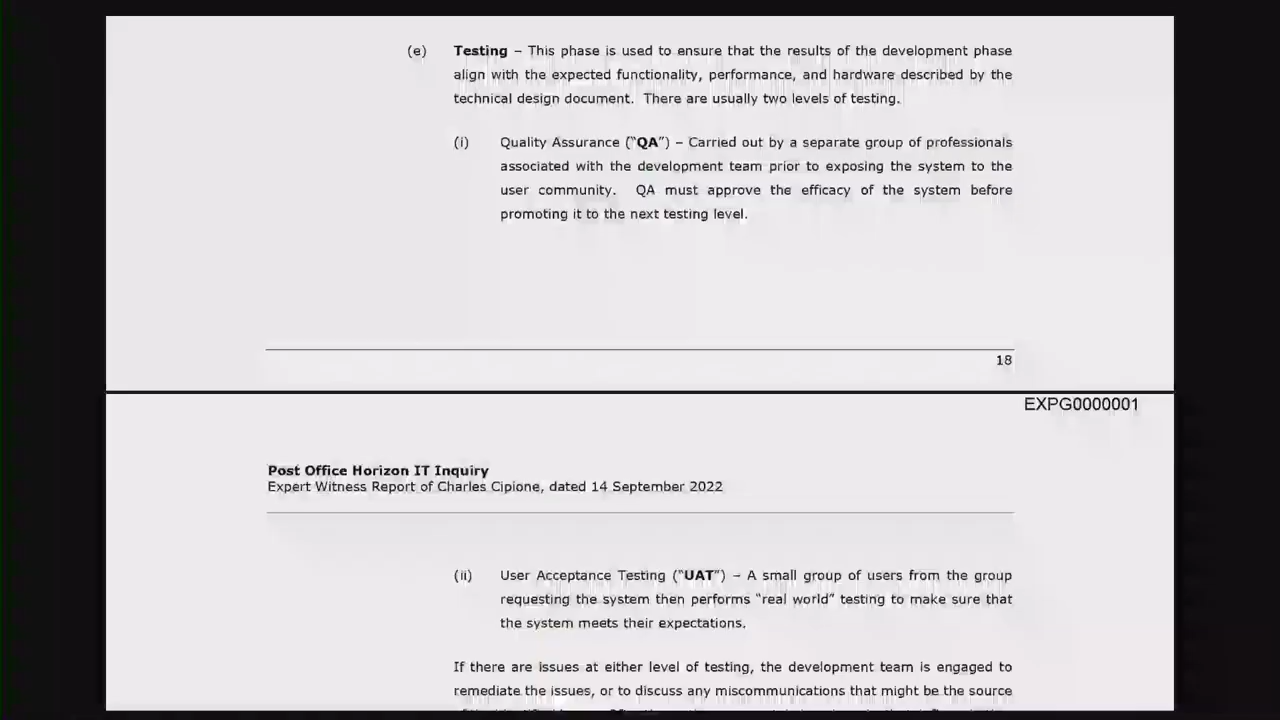 (e) Testing – This phase is used to ensure that the results of the development phase
align with the expected functionality, performance, and hardware described by the
technical design document. There are usually two levels of testing.
(i) Quality Assurance ("QA") – Carried out by a separate group of professionals
associated with the development team prior to exposing the system to the
user community. QA must approve the efficacy of the system before
promoting it to the next testing level.
18
EXPG0000001
Post Office Horizon IT Inquiry
Expert Witness Report of Charles Cipione, dated 14 September 2022
(ii) User Acceptance Testing ("UAT") – A small group of users from the group
requesting the system then performs "real world" testing to make sure that
the system meets their expectations.
If there are issues at either level of testing, the development team is engaged to
remediate the issues, or to discuss any miscommunications that might be the source